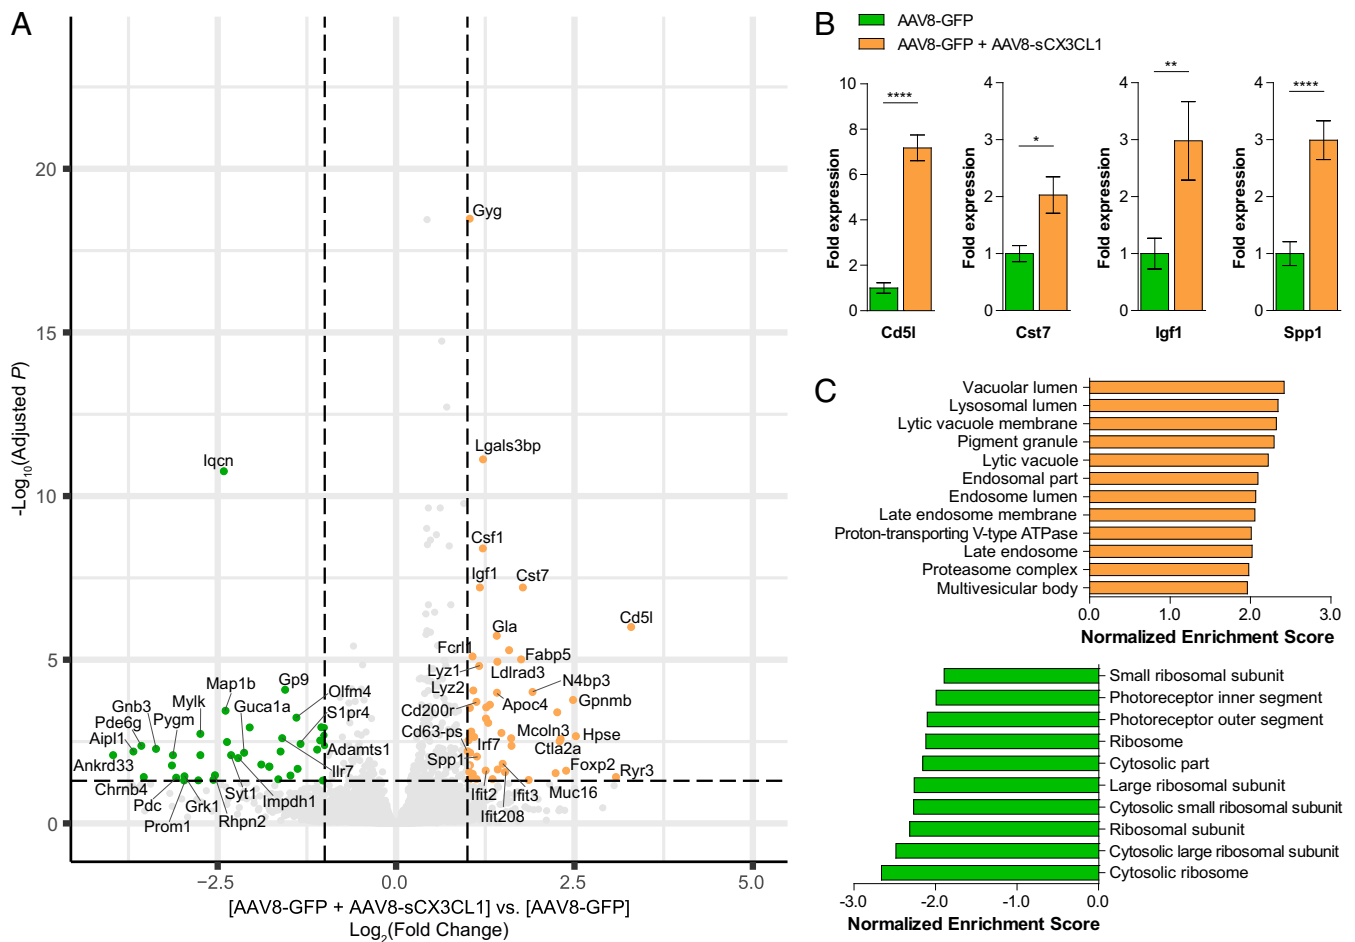 A
-Log10(Adjusted P)
20
15
10
5
0
−2.5
0.0
2.5
5.0
[AAV8-GFP + AAV8-sCX3CL1] vs. [AAV8-GFP]
Log2(Fold Change)
Gyg
Iqcn
Lgals3bp
Csf1
Igf1
Cst7
Cd5l
Gla
Fcrl1
Fabp5
Lyz1
Ldlrad3
Lyz2
N4bp3
Apoc4
Gpnmb
Cd200r
Cd63-ps
Mcoln3
Hpse
Irf7
Ctla2a
Spp1
Foxp2
Ryr3
Ifit2
Ifit3
Muc16
Ifit208
Gp9
Map1b
Olfm4
Gnb3
Mylk
Guca1a
S1pr4
Pde6g
Pygm
Aipl1
Adamts1
Ankrd33
Ilr7
Chrnb4
Syt1
Impdh1
Pdc
Grk1
Rhpn2
Prom1
B
AAV8-GFP
AAV8-GFP + AAV8-sCX3CL1
Fold expression
10
8
6
4
2
0
****
Cd5l
Fold expression
4
3
2
1
0
*
Cst7
Fold expression
4
3
2
1
0
**
Igf1
Fold expression
4
3
2
1
0
****
Spp1
C
Vacuolar lumen
Lysosomal lumen
Lytic vacuole membrane
Pigment granule
Lytic vacuole
Endosomal part
Endosome lumen
Late endosome membrane
Proton-transporting V-type ATPase
Late endosome
Proteasome complex
Multivesicular body
0.0
1.0
2.0
3.0
Normalized Enrichment Score
Small ribosomal subunit
Photoreceptor inner segment
Photoreceptor outer segment
Ribosome
Cytosolic part
Large ribosomal subunit
Cytosolic small ribosomal subunit
Ribosomal subunit
Cytosolic large ribosomal subunit
Cytosolic ribosome
-3.0
-2.0
-1.0
0.0
Normalized Enrichment Score